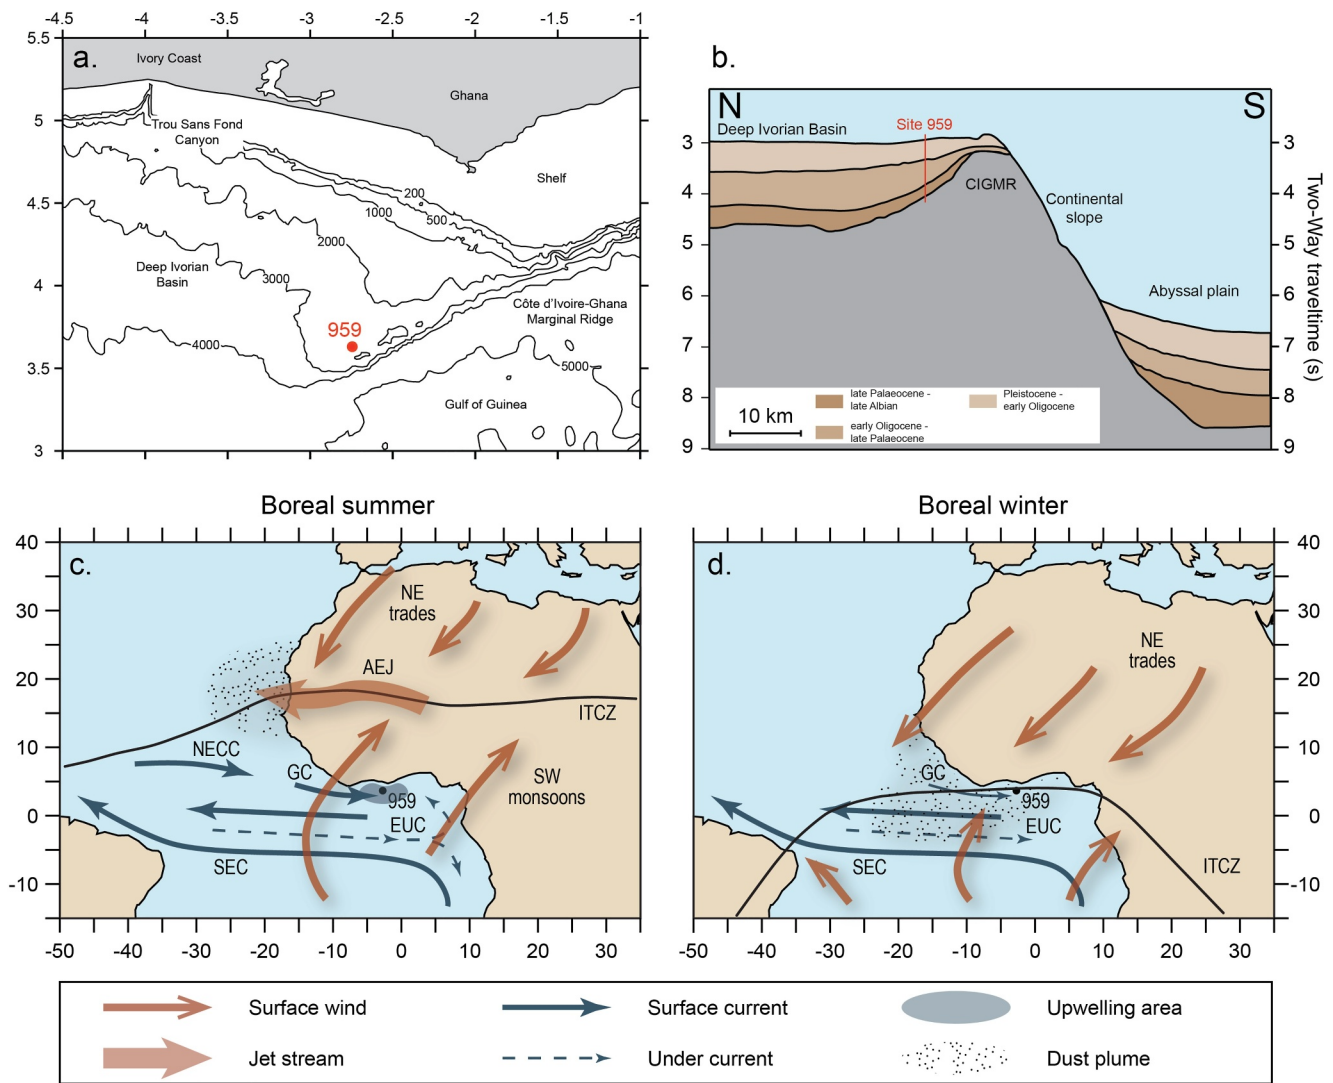 -4.5 -4 -3.5 -3 -2.5 -2 -1.5 -1
5.5
5
4.5
4
3.5
3
a.
Ivory Coast
Ghana
Trou Sans Fond
Canyon
Shelf
200
500
1000
2000
3000
4000
5000
Deep Ivorian
Basin
Côte d'Ivoire-Ghana
Marginal Ridge
959
Gulf of Guinea
b.
N
S
Deep Ivorian Basin
Site 959
CIGMR
Continental
slope
Abyssal plain
3
4
5
6
7
8
9
3
4
5
6
7
8
9
Two-Way traveltime (s)
10 km
late Palaeocene -
late Albian
early Oligocene -
late Palaeocene
Pleistocene -
early Oligocene
Boreal summer
40
30
20
10
0
-10
c.
NE
trades
AEJ
ITCZ
NECC
GC
959
SW
monsoons
EUC
SEC
-50 -40 -30 -20 -10 0 10 20 30
Boreal winter
d.
NE
trades
GC
959
EUC
SEC
ITCZ
40
30
20
10
0
-10
-50 -40 -30 -20 -10 0 10 20 30
Surface wind
Surface current
Upwelling area
Jet stream
Under current
Dust plume